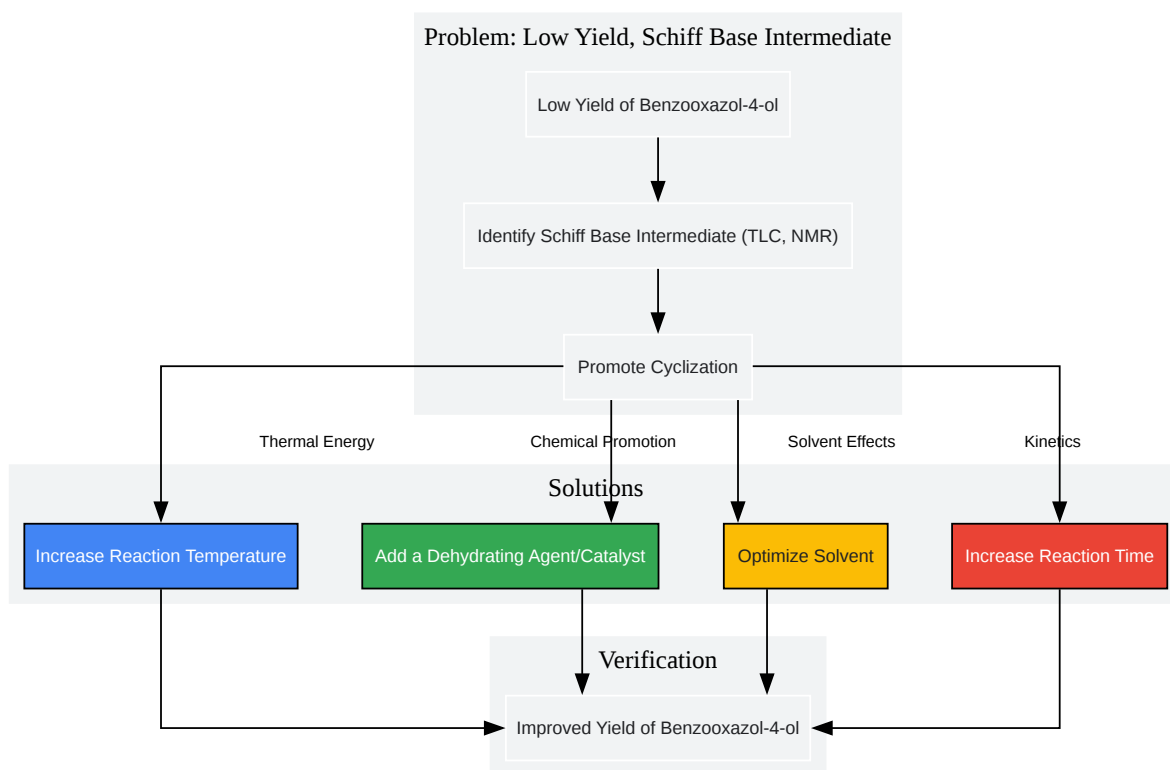 Problem: Low Yield, Schiff Base Intermediate
Low Yield of Benzooxazol-4-ol
Identify Schiff Base Intermediate (TLC, NMR)
Promote Cyclization
Thermal Energy
Chemical Promotion
Solvent Effects
Kinetics
Solutions
Increase Reaction Temperature
Add a Dehydrating Agent/Catalyst
Optimize Solvent
Increase Reaction Time
Verification
Improved Yield of Benzooxazol-4-ol